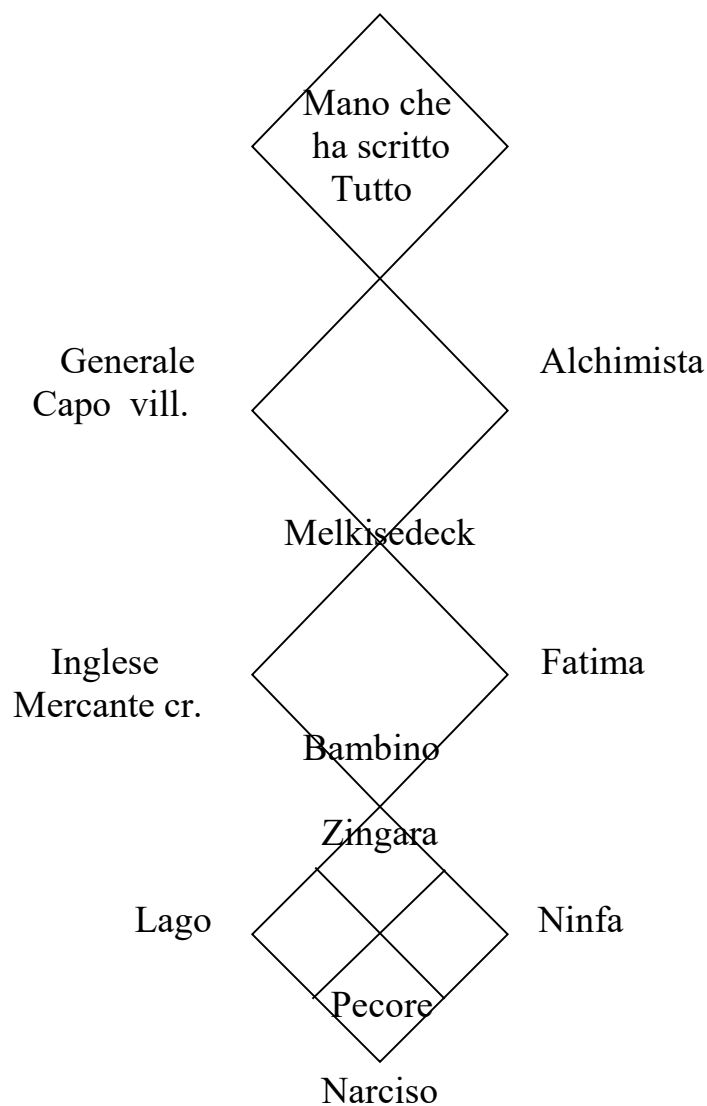 Mano che
ha scritto
Tutto
Generale
Capo vill.
Alchimista
Melkisedeck
Inglese
Mercante cr.
Fatima
Bambino
Zingara
Lago
Ninfa
Pecore
Narciso